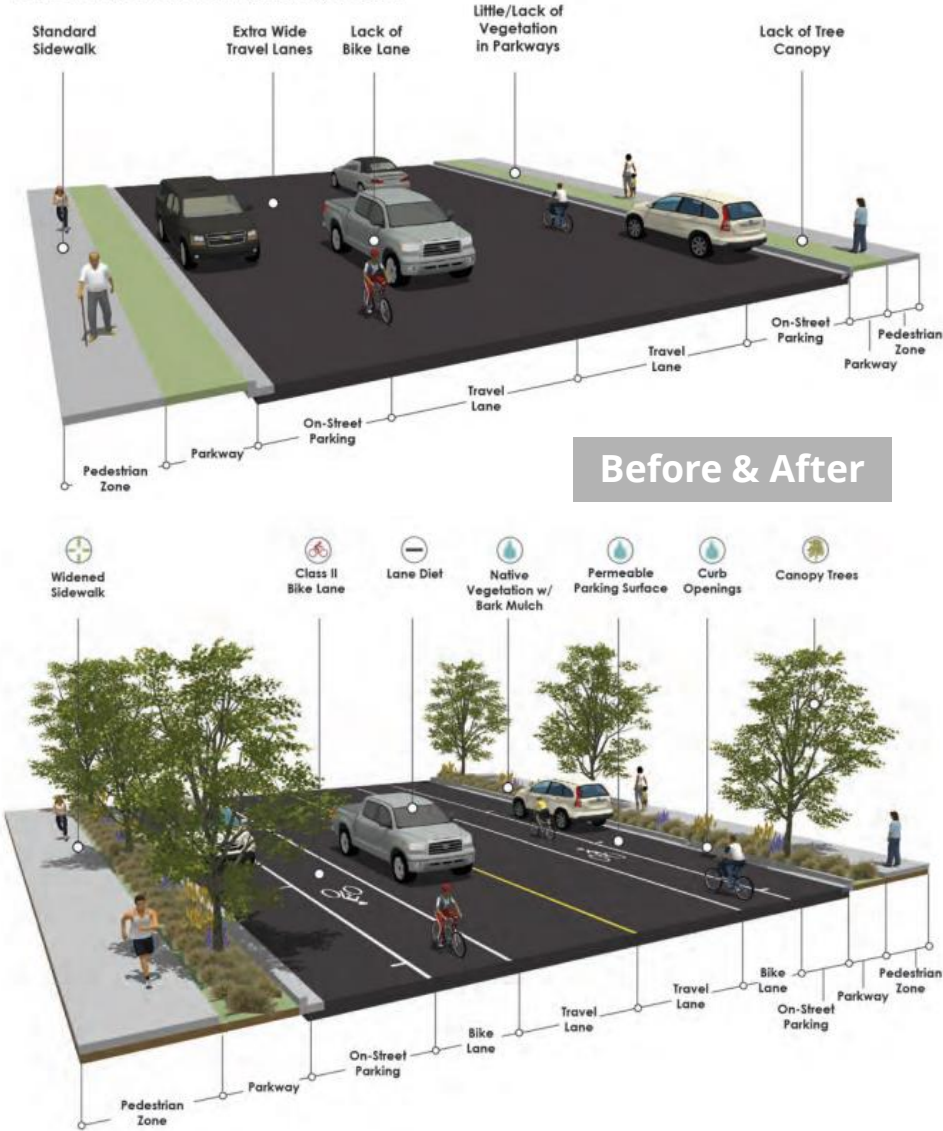 Standard
Sidewalk
Extra Wide
Travel Lanes
Lack of
Bike Lane
Little/Lack of
Vegetation
in Parkways
Lack of Tree
Canopy
On-Street
Parking
Pedestrian
Zone
Parkway
Travel
Lane
Travel
Lane
On-Street
Parking
Parkway
Pedestrian
Zone
Before & After
Widened
Sidewalk
Class II
Bike Lane
Lane Diet
Native
Vegetation w/
Bark Mulch
Permeable
Parking Surface
Curb
Openings
Canopy Trees
Pedestrian
Zone
Parkway
On-Street
Parking
Bike
Lane
Travel
Lane
Travel
Lane
Bike
Lane
On-Street
Parking
Parkway
Pedestrian
Zone